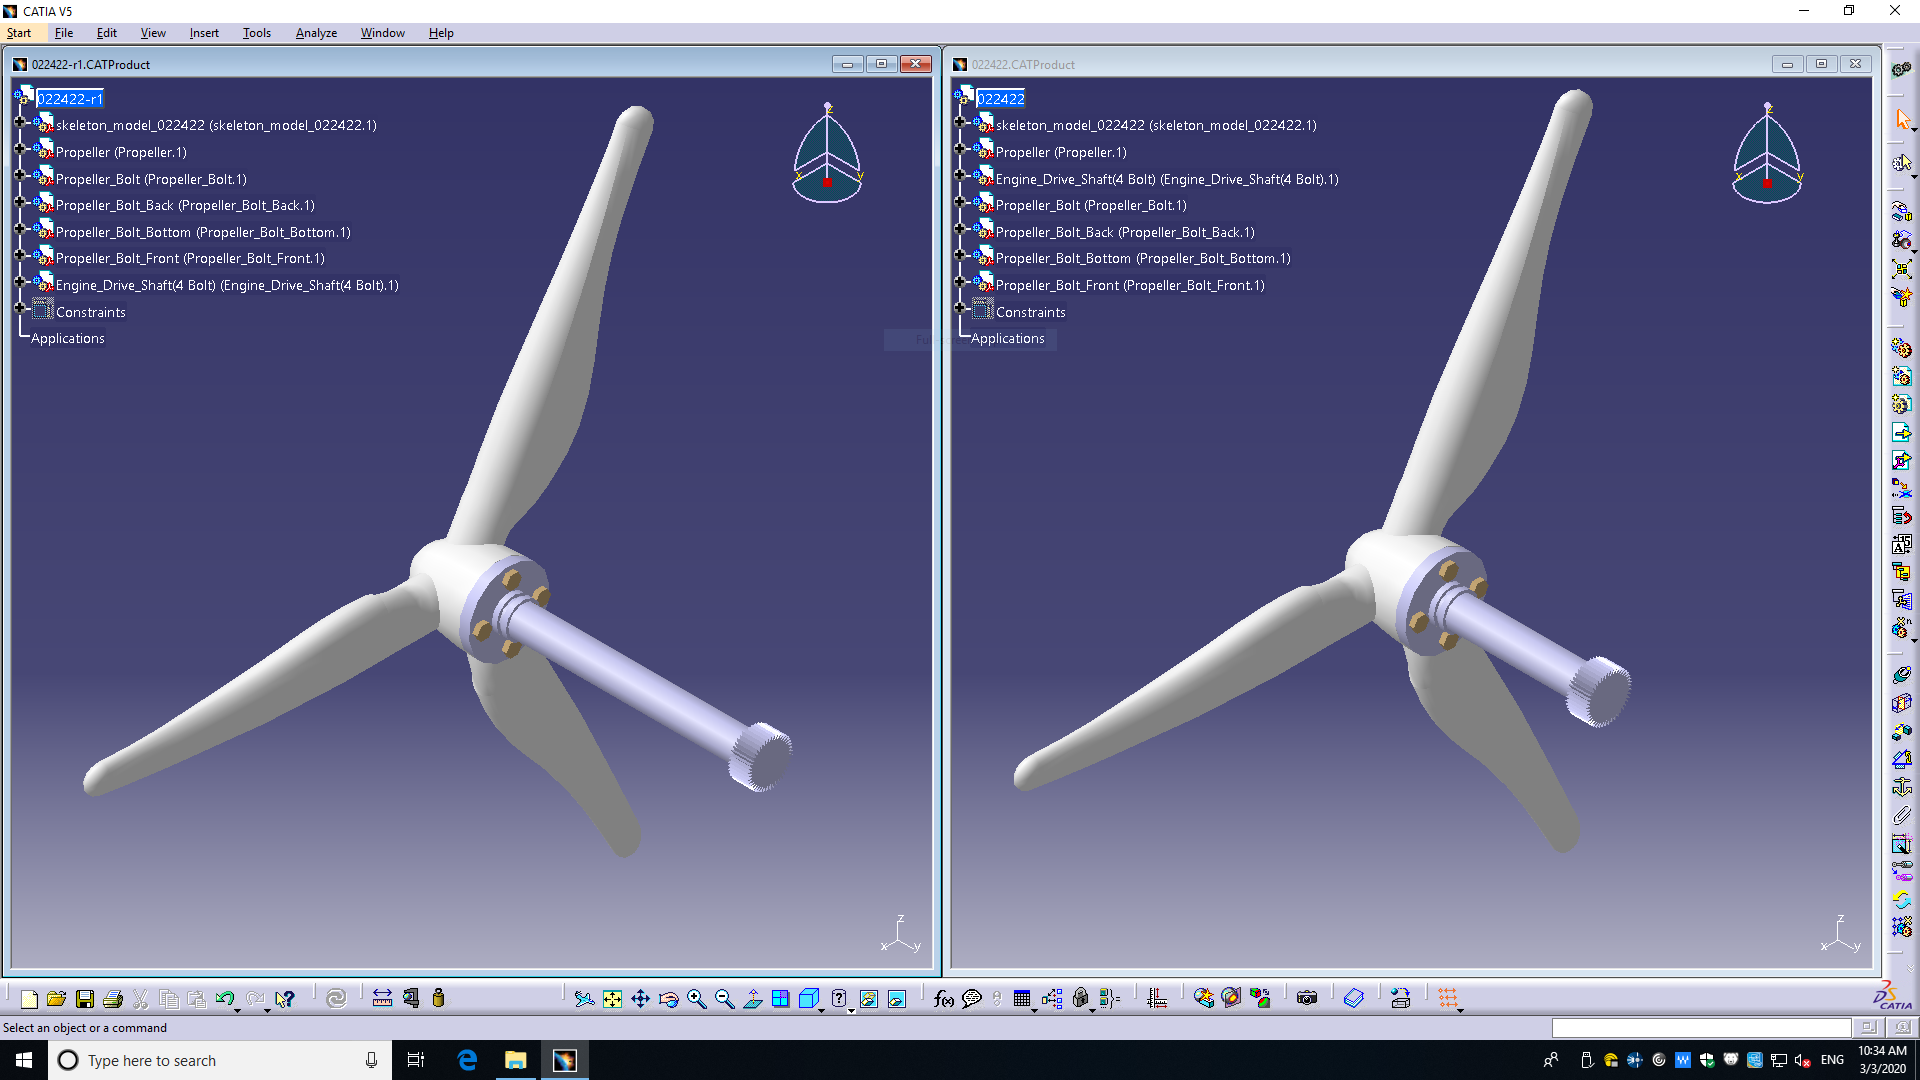 CATIA V5
Start File Edit View Insert Tools Analyze Window Help
022422-r1.CATProduct
022422-r1
skeleton_model_022422 (skeleton_model_022422.1)
Propeller (Propeller.1)
Propeller_Bolt (Propeller_Bolt.1)
Propeller_Bolt_Back (Propeller_Bolt_Back.1)
Propeller_Bolt_Bottom (Propeller_Bolt_Bottom.1)
Propeller_Bolt_Front (Propeller_Bolt_Front.1)
Engine_Drive_Shaft(4 Bolt) (Engine_Drive_Shaft(4 Bolt).1)
Constraints
Applications
z
x y
z
x y
022422.CATProduct
022422
skeleton_model_022422 (skeleton_model_022422.1)
Propeller (Propeller.1)
Engine_Drive_Shaft(4 Bolt) (Engine_Drive_Shaft(4 Bolt).1)
Propeller_Bolt (Propeller_Bolt.1)
Propeller_Bolt_Back (Propeller_Bolt_Back.1)
Propeller_Bolt_Bottom (Propeller_Bolt_Bottom.1)
Propeller_Bolt_Front (Propeller_Bolt_Front.1)
Constraints
Applications
z
x y
z
x y
f(x)
CATIA
Select an object or a command
Type here to search
ENG
10:34 AM
3/3/2020